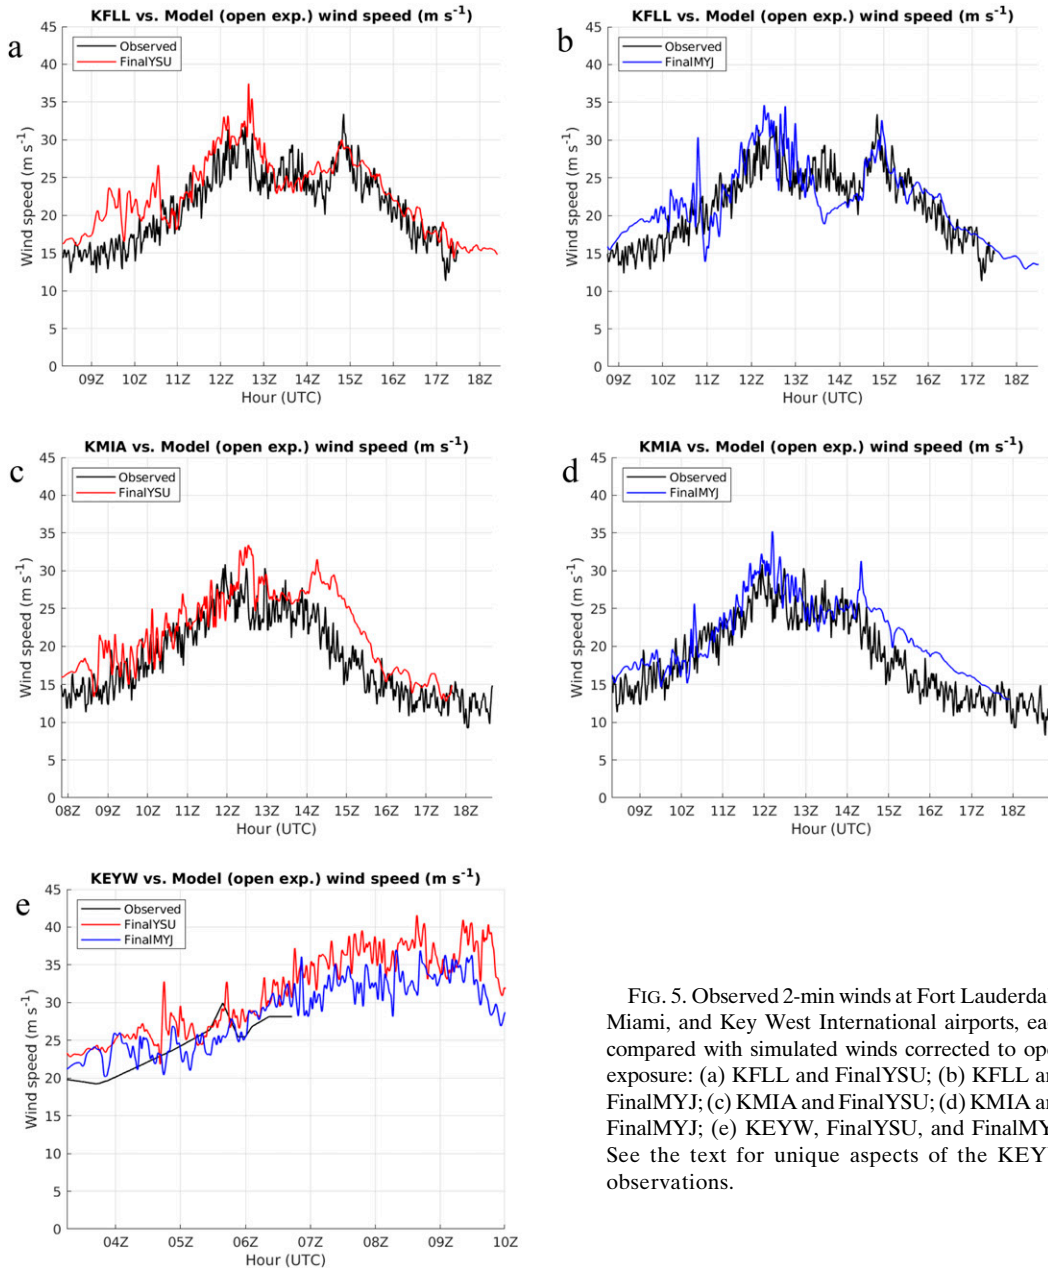 KFLL vs. Model (open exp.) wind speed (m s⁻¹)
a
Observed
FinalYSU
Wind speed (m s⁻¹)
45
40
35
30
25
20
15
10
5
0
09Z 10Z 11Z 12Z 13Z 14Z 15Z 16Z 17Z 18Z
Hour (UTC)
KFLL vs. Model (open exp.) wind speed (m s⁻¹)
b
Observed
FinalMYJ
Wind speed (m s⁻¹)
45
40
35
30
25
20
15
10
5
0
09Z 10Z 11Z 12Z 13Z 14Z 15Z 16Z 17Z 18Z
Hour (UTC)
KMIA vs. Model (open exp.) wind speed (m s⁻¹)
c
Observed
FinalYSU
Wind speed (m s⁻¹)
45
40
35
30
25
20
15
10
5
0
08Z 09Z 10Z 11Z 12Z 13Z 14Z 15Z 16Z 17Z 18Z
Hour (UTC)
KMIA vs. Model (open exp.) wind speed (m s⁻¹)
d
Observed
FinalMYJ
Wind speed (m s⁻¹)
45
40
35
30
25
20
15
10
5
0
09Z 10Z 11Z 12Z 13Z 14Z 15Z 16Z 17Z 18Z
Hour (UTC)
KEYW vs. Model (open exp.) wind speed (m s⁻¹)
e
Observed
FinalYSU
FinalMYJ
Wind speed (m s⁻¹)
45
40
35
30
25
20
15
10
5
0
04Z 05Z 06Z 07Z 08Z 09Z 10Z
Hour (UTC)
FIG. 5. Observed 2-min winds at Fort Lauderdal
Miami, and Key West International airports, eac
compared with simulated winds corrected to ope
exposure: (a) KFLL and FinalYSU; (b) KFLL an
FinalMYJ; (c) KMIA and FinalYSU; (d) KMIA an
FinalMYJ; (e) KEYW, FinalYSU, and FinalMY
See the text for unique aspects of the KEY
observations.